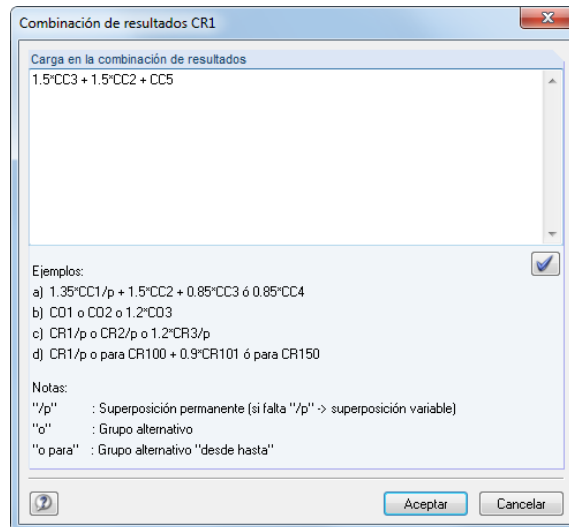 Combinación de resultados CR1
Carga en la combinación de resultados
1.5*CC3 + 1.5*CC2 + CC5
Ejemplos:
a) 1.35*CC1/p + 1.5*CC2 + 0.85*CC3 ó 0.85*CC4
b) CO1 o CO2 o 1.2*CO3
c) CR1/p o CR2/p o 1.2*CR3/p
d) CR1/p o para CR100 + 0.9*CR101 ó para CR150
Notas:
"/p" : Superposición permanente (si falta "/p" -> superposición variable)
"o" : Grupo alternativo
"o para" : Grupo alternativo "desde hasta"
Aceptar Cancelar